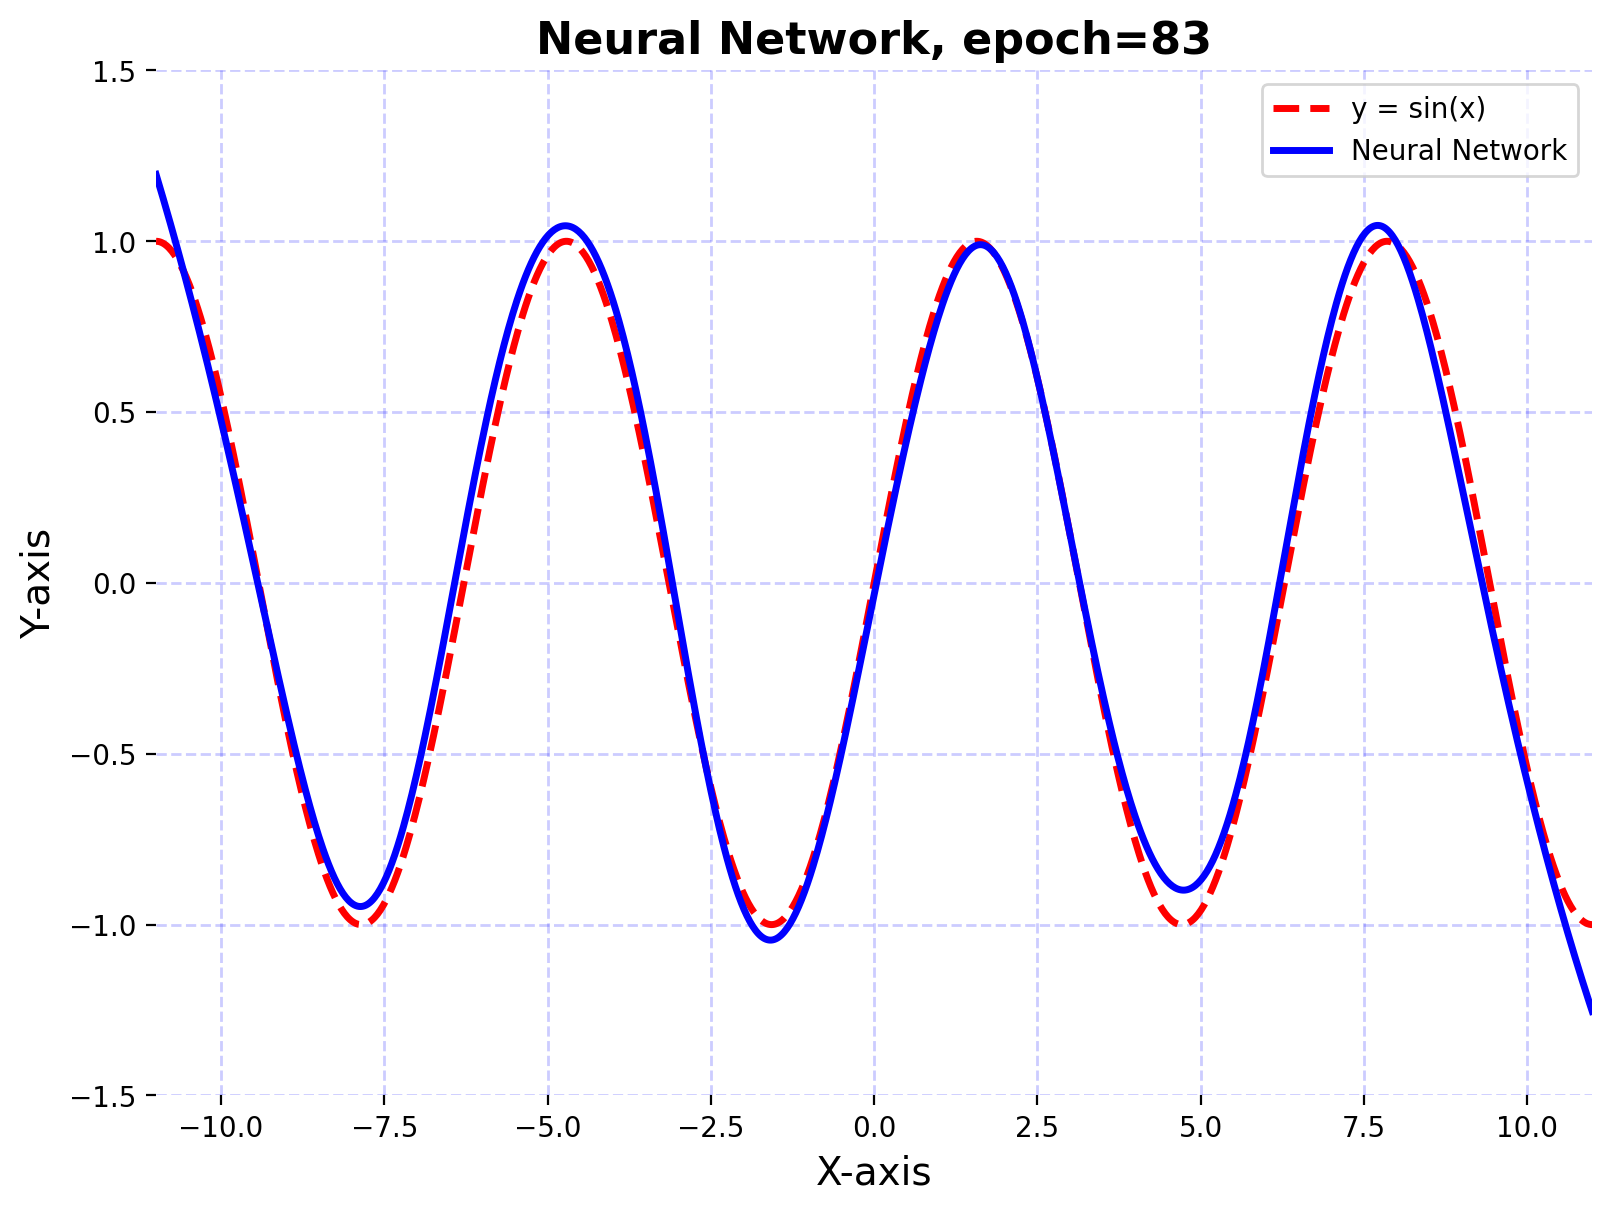 Neural Network, epoch=83
1.5
1.0
0.5
0.0
−0.5
−1.0
−1.5
Y-axis
y = sin(x)
Neural Network
−10.0 −7.5 −5.0 −2.5 0.0 2.5 5.0 7.5 10.0
X-axis